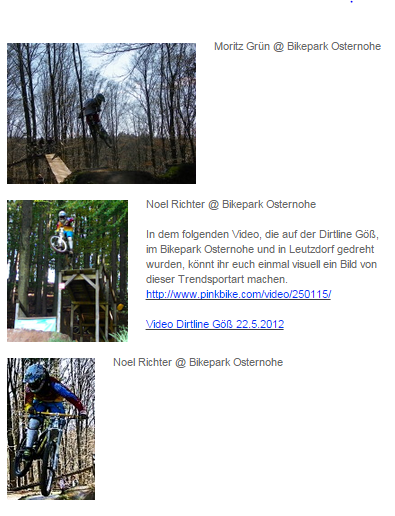 Moritz Grün @ Bikepark Osternohe
Noel Richter @ Bikepark Osternohe
In dem folgenden Video, die auf der Dirtline Göß,
im Bikepark Osternohe und in Leutzdorf gedreht
wurden, könnt ihr euch einmal visuell ein Bild von
dieser Trendsportart machen.
http://www.pinkbike.com/video/250115/
Video Dirtline Göß 22.5.2012
Noel Richter @ Bikepark Osternohe